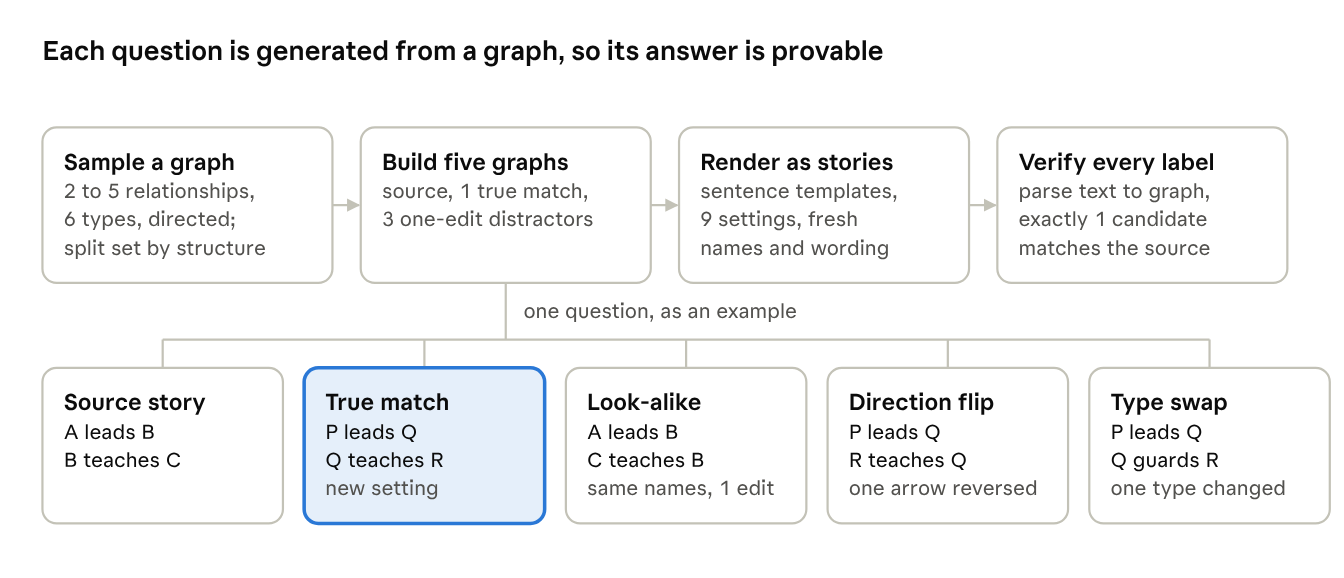 Each question is generated from a graph, so its answer is provable
Sample a graph
2 to 5 relationships,
6 types, directed;
split set by structure
Build five graphs
source, 1 true match,
3 one-edit distractors
Render as stories
sentence templates,
9 settings, fresh
names and wording
Verify every label
parse text to graph,
exactly 1 candidate
matches the source
one question, as an example
Source story
A leads B
B teaches C
True match
P leads Q
Q teaches R
new setting
Look-alike
A leads B
C teaches B
same names, 1 edit
Direction flip
P leads Q
R teaches Q
one arrow reversed
Type swap
P leads Q
Q guards R
one type changed